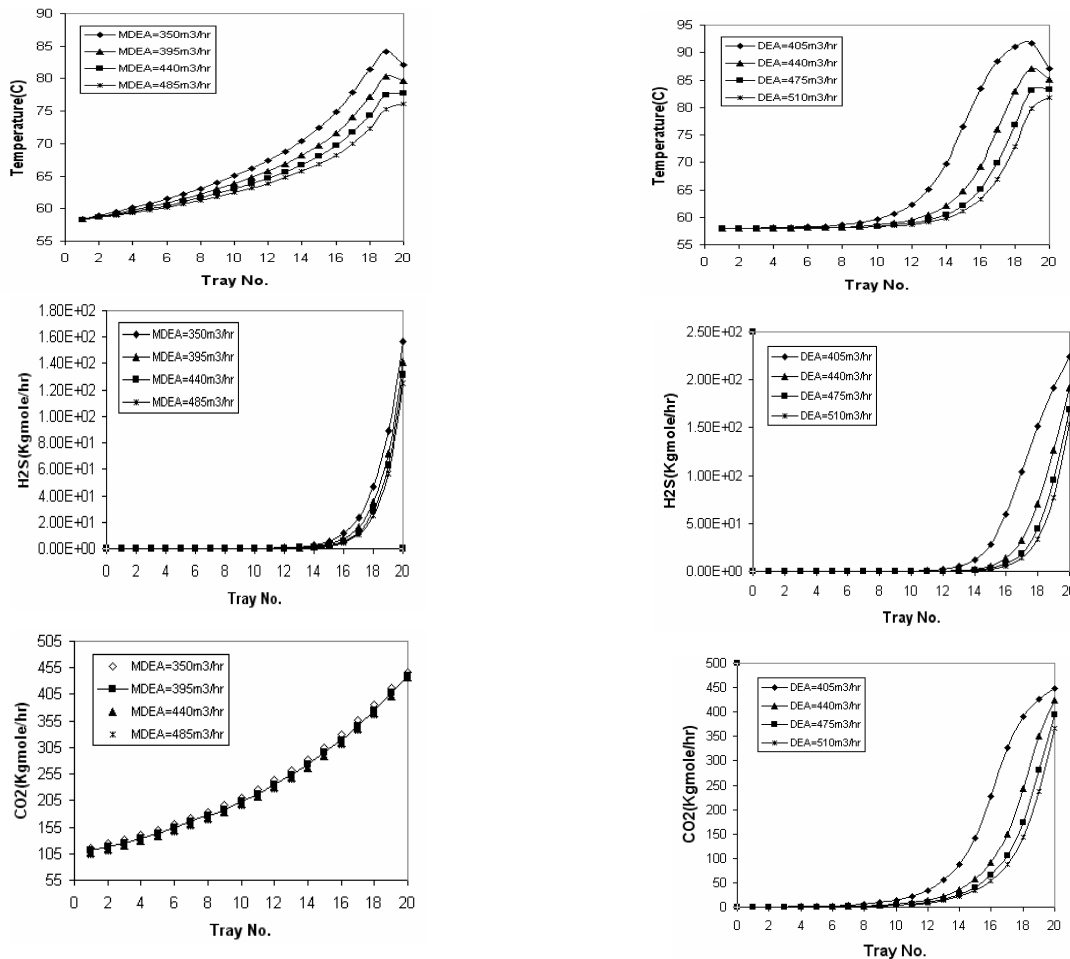 90
85
80
75
70
65
60
55
Temperature(C)
MDEA=350m3/hr
MDEA=395m3/hr
MDEA=440m3/hr
MDEA=485m3/hr
0 2 4 6 8 10 12 14 16 18 20
Tray No.
95
90
85
80
75
70
65
60
55
Temperature(C)
DEA=405m3/hr
DEA=440m3/hr
DEA=475m3/hr
DEA=510m3/hr
0 2 4 6 8 10 12 14 16 18 20
Tray No.
1.80E+02
1.60E+02
1.40E+02
1.20E+02
1.00E+02
8.00E+01
6.00E+01
4.00E+01
2.00E+01
0.00E+00
H2S(Kgmole/hr)
MDEA=350m3/hr
MDEA=395m3/hr
MDEA=440m3/hr
MDEA=485m3/hr
0 2 4 6 8 10 12 14 16 18 20
Tray No.
2.50E+02
2.00E+02
1.50E+02
1.00E+02
5.00E+01
0.00E+00
H2S(Kgmole/hr)
DEA=405m3/hr
DEA=440m3/hr
DEA=475m3/hr
DEA=510m3/hr
0 2 4 6 8 10 12 14 16 18 20
Tray No.
505
455
405
355
305
255
205
155
105
55
CO2(Kgmole/hr)
MDEA=350m3/hr
MDEA=395m3/hr
MDEA=440m3/hr
MDEA=485m3/hr
0 2 4 6 8 10 12 14 16 18 20
Tray No.
500
450
400
350
300
250
200
150
100
50
0
CO2(Kgmole/hr)
DEA=405m3/hr
DEA=440m3/hr
DEA=475m3/hr
DEA=510m3/hr
0 2 4 6 8 10 12 14 16 18 20
Tray No.